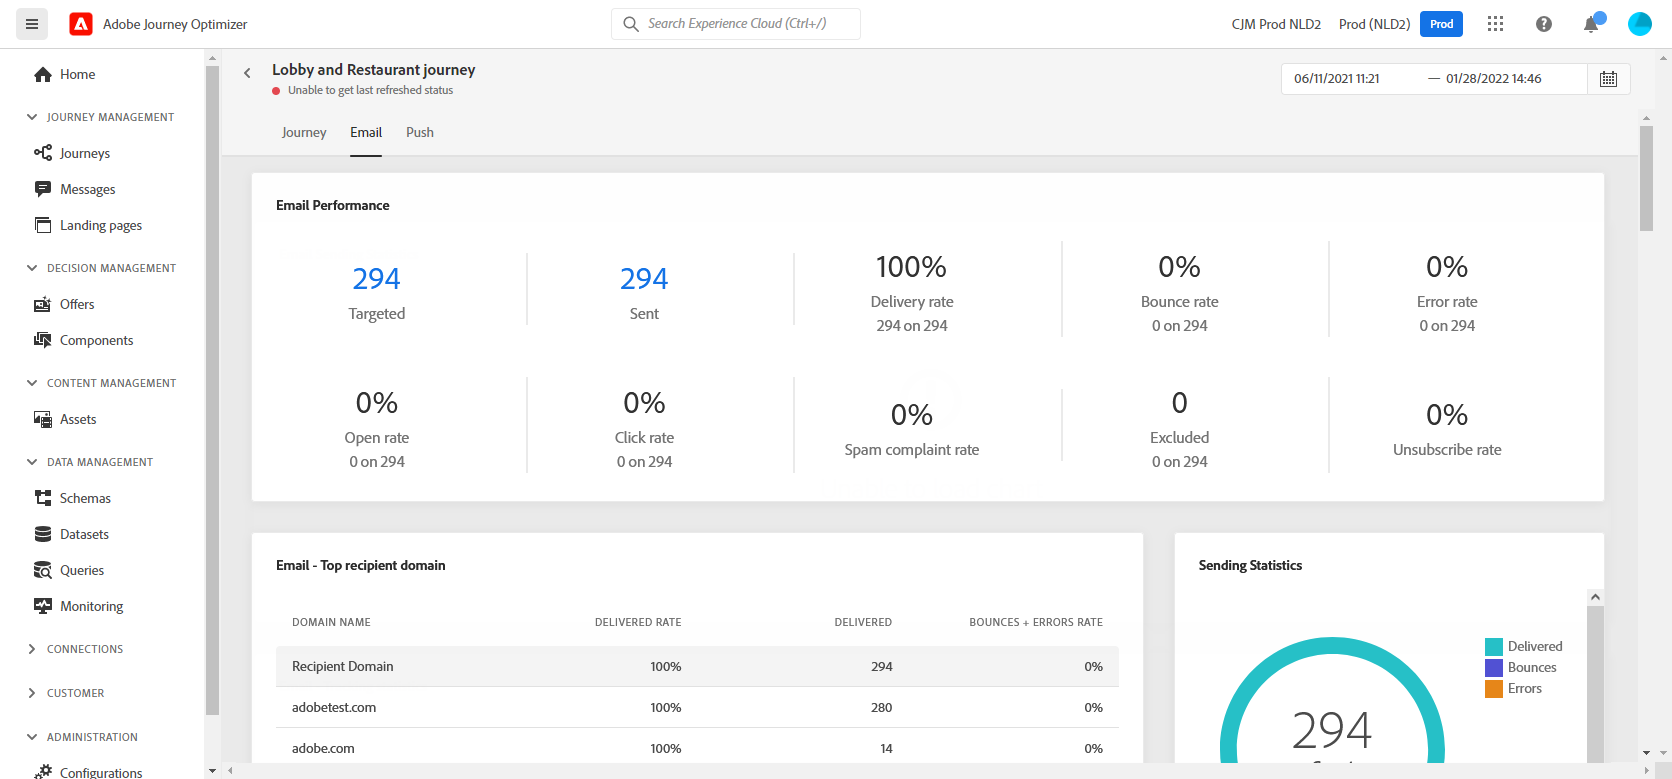 Adobe Journey Optimizer
Search Experience Cloud (Ctrl+/)
CJM Prod NLD2
Prod (NLD2)
Prod
Home
JOURNEY MANAGEMENT
Journeys
Messages
Landing pages
DECISION MANAGEMENT
Offers
Components
CONTENT MANAGEMENT
Assets
DATA MANAGEMENT
Schemas
Datasets
Queries
Monitoring
CONNECTIONS
CUSTOMER
ADMINISTRATION
Configurations
Lobby and Restaurant journey
Unable to get last refreshed status
06/11/2021 11:21 — 01/28/2022 14:46
Journey Email Push
Email Performance
294
Targeted
294
Sent
100%
Delivery rate
294 on 294
0%
Bounce rate
0 on 294
0%
Error rate
0 on 294
0%
Open rate
0 on 294
0%
Click rate
0 on 294
0%
Spam complaint rate
0
Excluded
0 on 294
0%
Unsubscribe rate
Email - Top recipient domain
DOMAIN NAME DELIVERED RATE DELIVERED BOUNCES + ERRORS RATE
Recipient Domain 100% 294 0%
adobetest.com 100% 280 0%
adobe.com 100% 14 0%
Sending Statistics
Delivered
Bounces
Errors
294